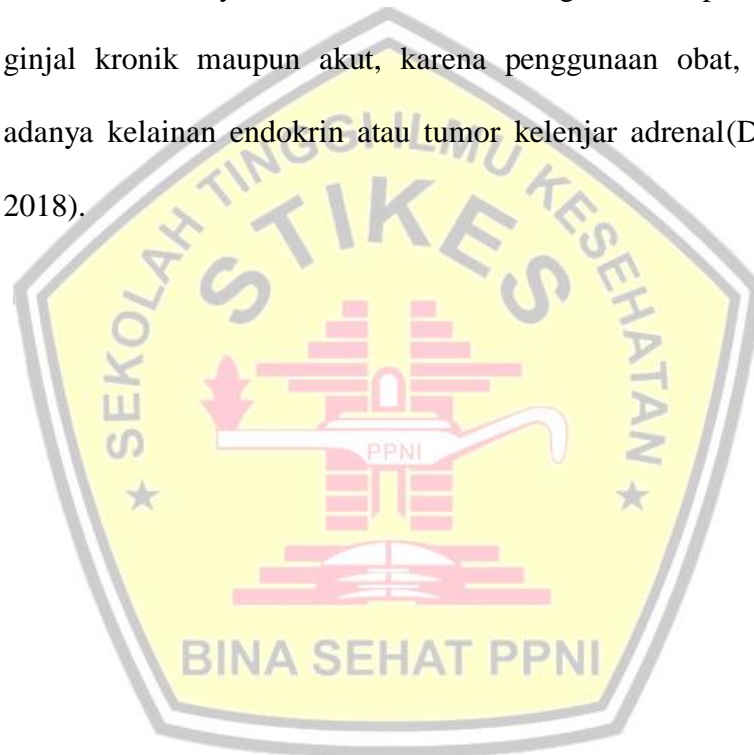 ginjal kronik maupun akut, karena penggunaan obat,
adanya kelainan endokrin atau tumor kelenjar adrenal(D
2018).
SEKOLAH TINGGI ILMU KESEHATAN
STIKES
PPNI
BINA SEHAT PPNI